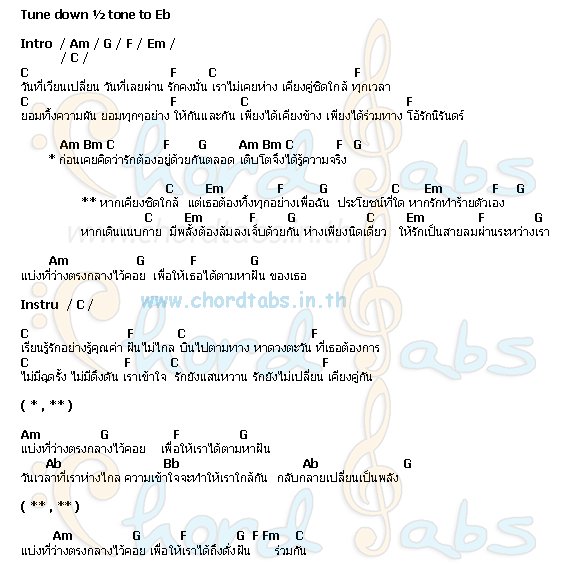 Tune down ½ tone to Eb
Intro / Am / G / F / Em /
/ C /
C F C F
วันที่เวียนเปลี่ยน วันที่เลยผ่าน รักคงมั่น เราไม่เคยห่าง เคียงคู่ชิดใกล้ ทุกเวลา
C F C F
ยอมทิ้งความฝัน ยอมทุกๆอย่าง ให้กันและกัน เพียงได้เคียงข้าง เพียงได้ร่วมทาง โอ้รักนิรันดร์
Am Bm C F G Am Bm C F G
* ก่อนเคยคิดว่ารักต้องอยู่ด้วยกันตลอด เติบโตจึงได้รู้ความจริง
C Em F G C Em F G
** หากเคียงชิดใกล้ แต่เธอต้องทิ้งทุกอย่างเพื่อฉัน ประโยชน์ที่ใด หากรักทำร้ายตัวเอง
C Em F G C Em F G
หากเดินแนบกาย มีพลั้งต้องล้มลงเจ็บด้วยกัน ห่างเพียงนิดเดียว ให้รักเป็นสายลมผ่านระหว่างเรา
www.chordtabs.in.th
Am G F G
แบ่งที่ว่างตรงกลางไว้คอย เพื่อให้เธอได้ตามหาฝัน ของเธอ
Instru / C /
www.chordtabs.in.th
C F C F
เรียนรู้รักอย่างรู้คุณค่า ฝันไม่ไกล บินไปตามทาง หาดวงตะวัน ที่เธอต้องการ
C F C F
ไม่มีฉุดรั้ง ไม่มีดึงดัน เราเข้าใจ รักยังแสนหวาน รักยังไม่เปลี่ยน เคียงคู่กัน
( * , ** )
Am G F G
แบ่งที่ว่างตรงกลางไว้คอย เพื่อให้เราได้ตามหาฝัน
Ab Bb Ab G
วันเวลาที่เราห่างไกล ความเข้าใจจะทำให้เราใกล้กัน กลับกลายเปลี่ยนเป็นพลัง
( ** , ** )
Am G F G F Fm C
แบ่งที่ว่างตรงกลางไว้คอย เพื่อให้เราได้ถึงดั่งฝัน ร่วมกัน
Chord Tabs